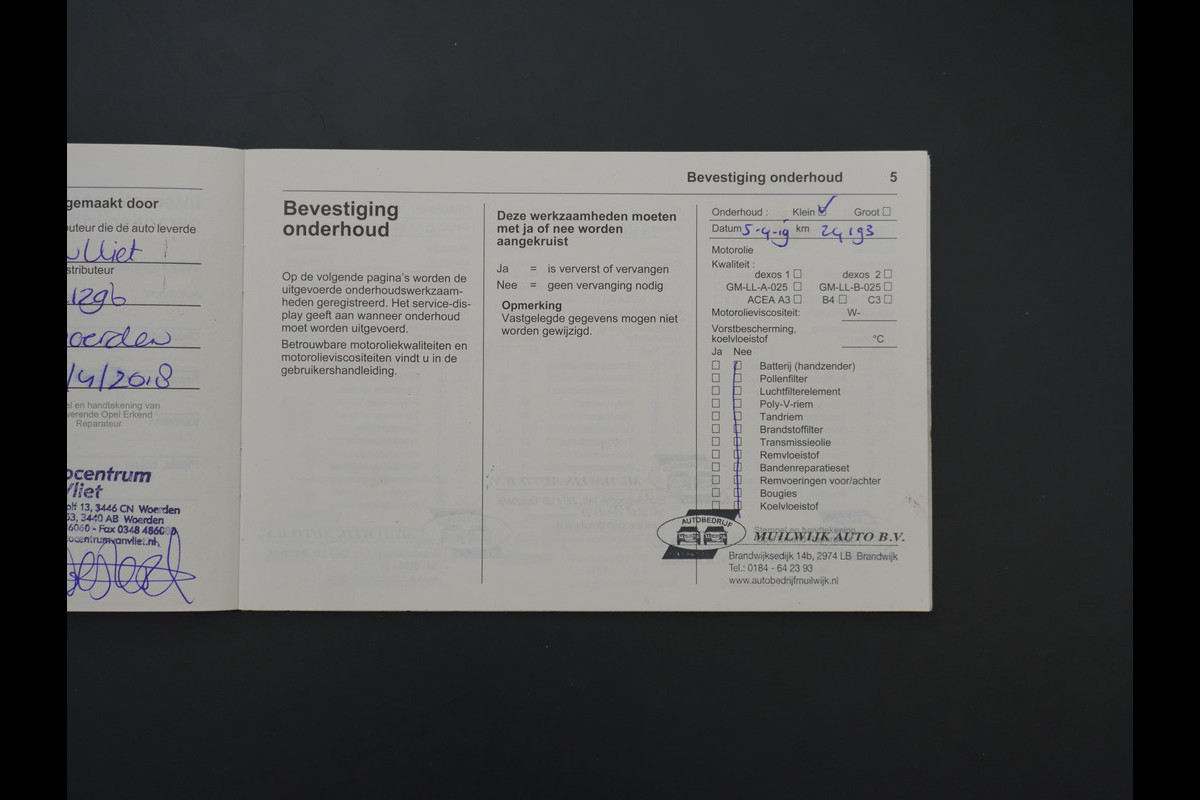 gemaakt door
uteur die de auto leverde
Vliet
stributeur
1296
oerden
/4/2018
el en handtekening van
verende Opel Erkend
Reparateur
ocentrum
Vliet
13, 3446 CN Woerden
53, 3440 AB Woerden
6060 - Fax 0348 48600
ocentrumvanvliet.nl
Bevestiging onderhoud 5
Bevestiging
onderhoud
Op de volgende pagina's worden de
uitgevoerde onderhoudswerkzaam-
heden geregistreerd. Het service-dis-
play geeft aan wanneer onderhoud
moet worden uitgevoerd.
Betrouwbare motoroliekwaliteiten en
motorolieviscositeiten vindt u in de
gebruikershandleiding.
Deze werkzaamheden moeten
met ja of nee worden
aangekruist
Ja = is ververst of vervangen
Nee = geen vervanging nodig
Opmerking
Vastgelegde gegevens mogen niet
worden gewijzigd.
Onderhoud : Klein ☑ Groot ☐
Datum 5-4-19 km 24193
Motorolie
Kwaliteit :
dexos 1 ☐ dexos 2 ☐
GM-LL-A-025 ☐ GM-LL-B-025 ☐
ACEA A3 ☐ B4 ☐ C3 ☐
Motorolieviscositeit: W-
Vorstbescherming,
koelvloeistof °C
Ja Nee
☐ ☐ Batterij (handzender)
☐ ☐ Pollenfilter
☐ ☐ Luchtfilterelement
☐ ☐ Poly-V-riem
☐ ☐ Tandriem
☐ ☐ Brandstoffilter
☐ ☐ Transmissieolie
☐ ☐ Remvloeistof
☐ ☐ Bandenreparatieset
☐ ☐ Remvoeringen voor/achter
☐ ☐ Bougies
☐ ☐ Koelvloeistof
Stempel en handtekening
AUTOBEDRIJF
MUILWIJK AUTO B.V.
Brandwijksedijk 14b, 2974 LB Brandwijk
Tel.: 0184 - 64 23 93
www.autobedrijfmuilwijk.nl